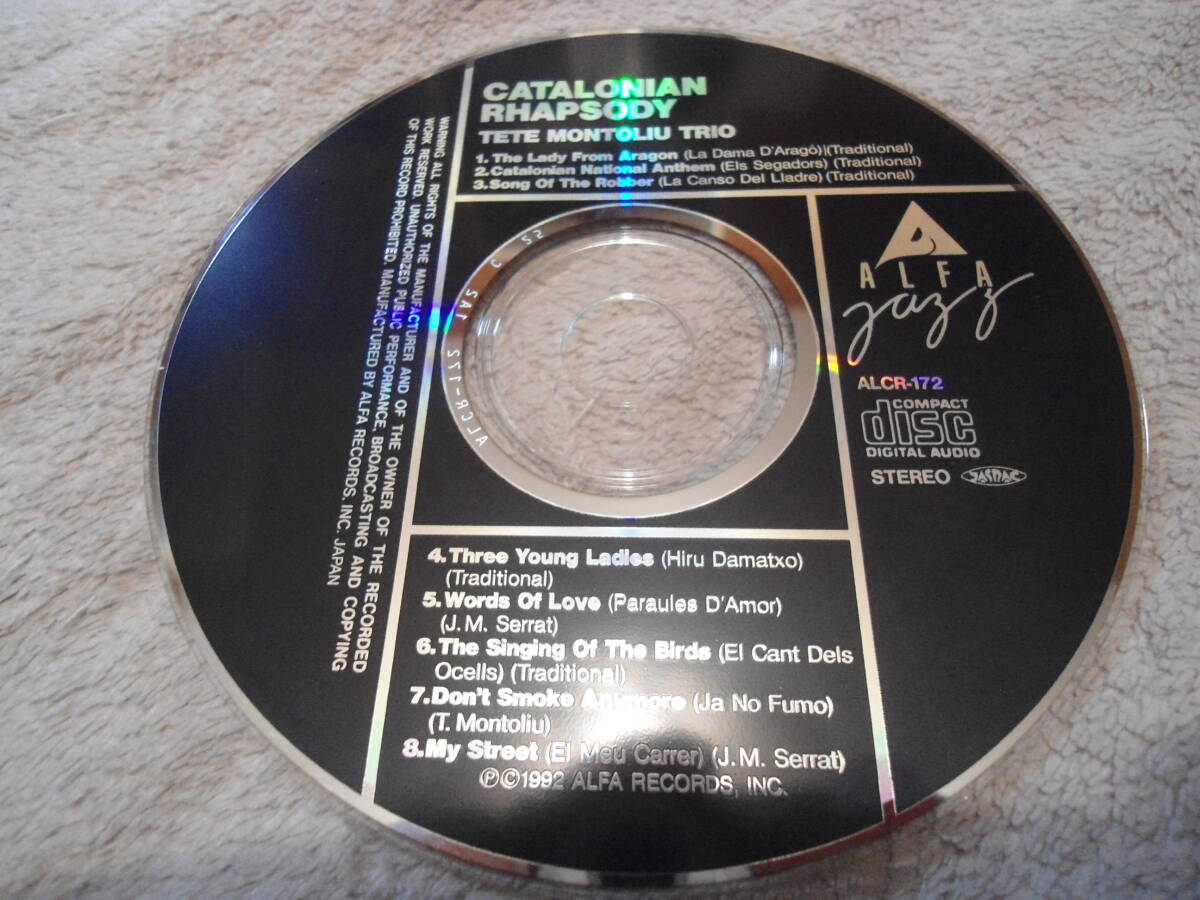 CATALONIAN
RHAPSODY
TETE MONTOLIU TRIO
1. The Lady From Aragon (La Dama D'Aragó)(Traditional)
2. Catalonian National Anthem (Els Segadors) (Traditional)
3. Song Of The Robber (La Canso Del Lladre) (Traditional)
WARNING ALL RIGHTS OF THE MANUFACTURER AND OF THE OWNER OF THE RECORDED
WORK RESERVED. UNAUTHORIZED PUBLIC PERFORMANCE, BROADCASTING AND COPYING
OF THIS RECORD PROHIBITED. MANUFACTURED BY ALFA RECORDS, INC. JAPAN
ALCR-172
ALFA
jazz
ALCR-172
COMPACT
disc
DIGITAL AUDIO
STEREO JASRAC
4. Three Young Ladies (Hiru Damatxo)
(Traditional)
5. Words Of Love (Paraules D'Amor)
(J. M. Serrat)
6. The Singing Of The Birds (El Cant Dels
Ocells) (Traditional)
7. Don't Smoke Anymore (Ja No Fumo)
(T. Montoliu)
8. My Street (El Meu Carrer) (J. M. Serrat)
Ⓟ©1992 ALFA RECORDS, INC.